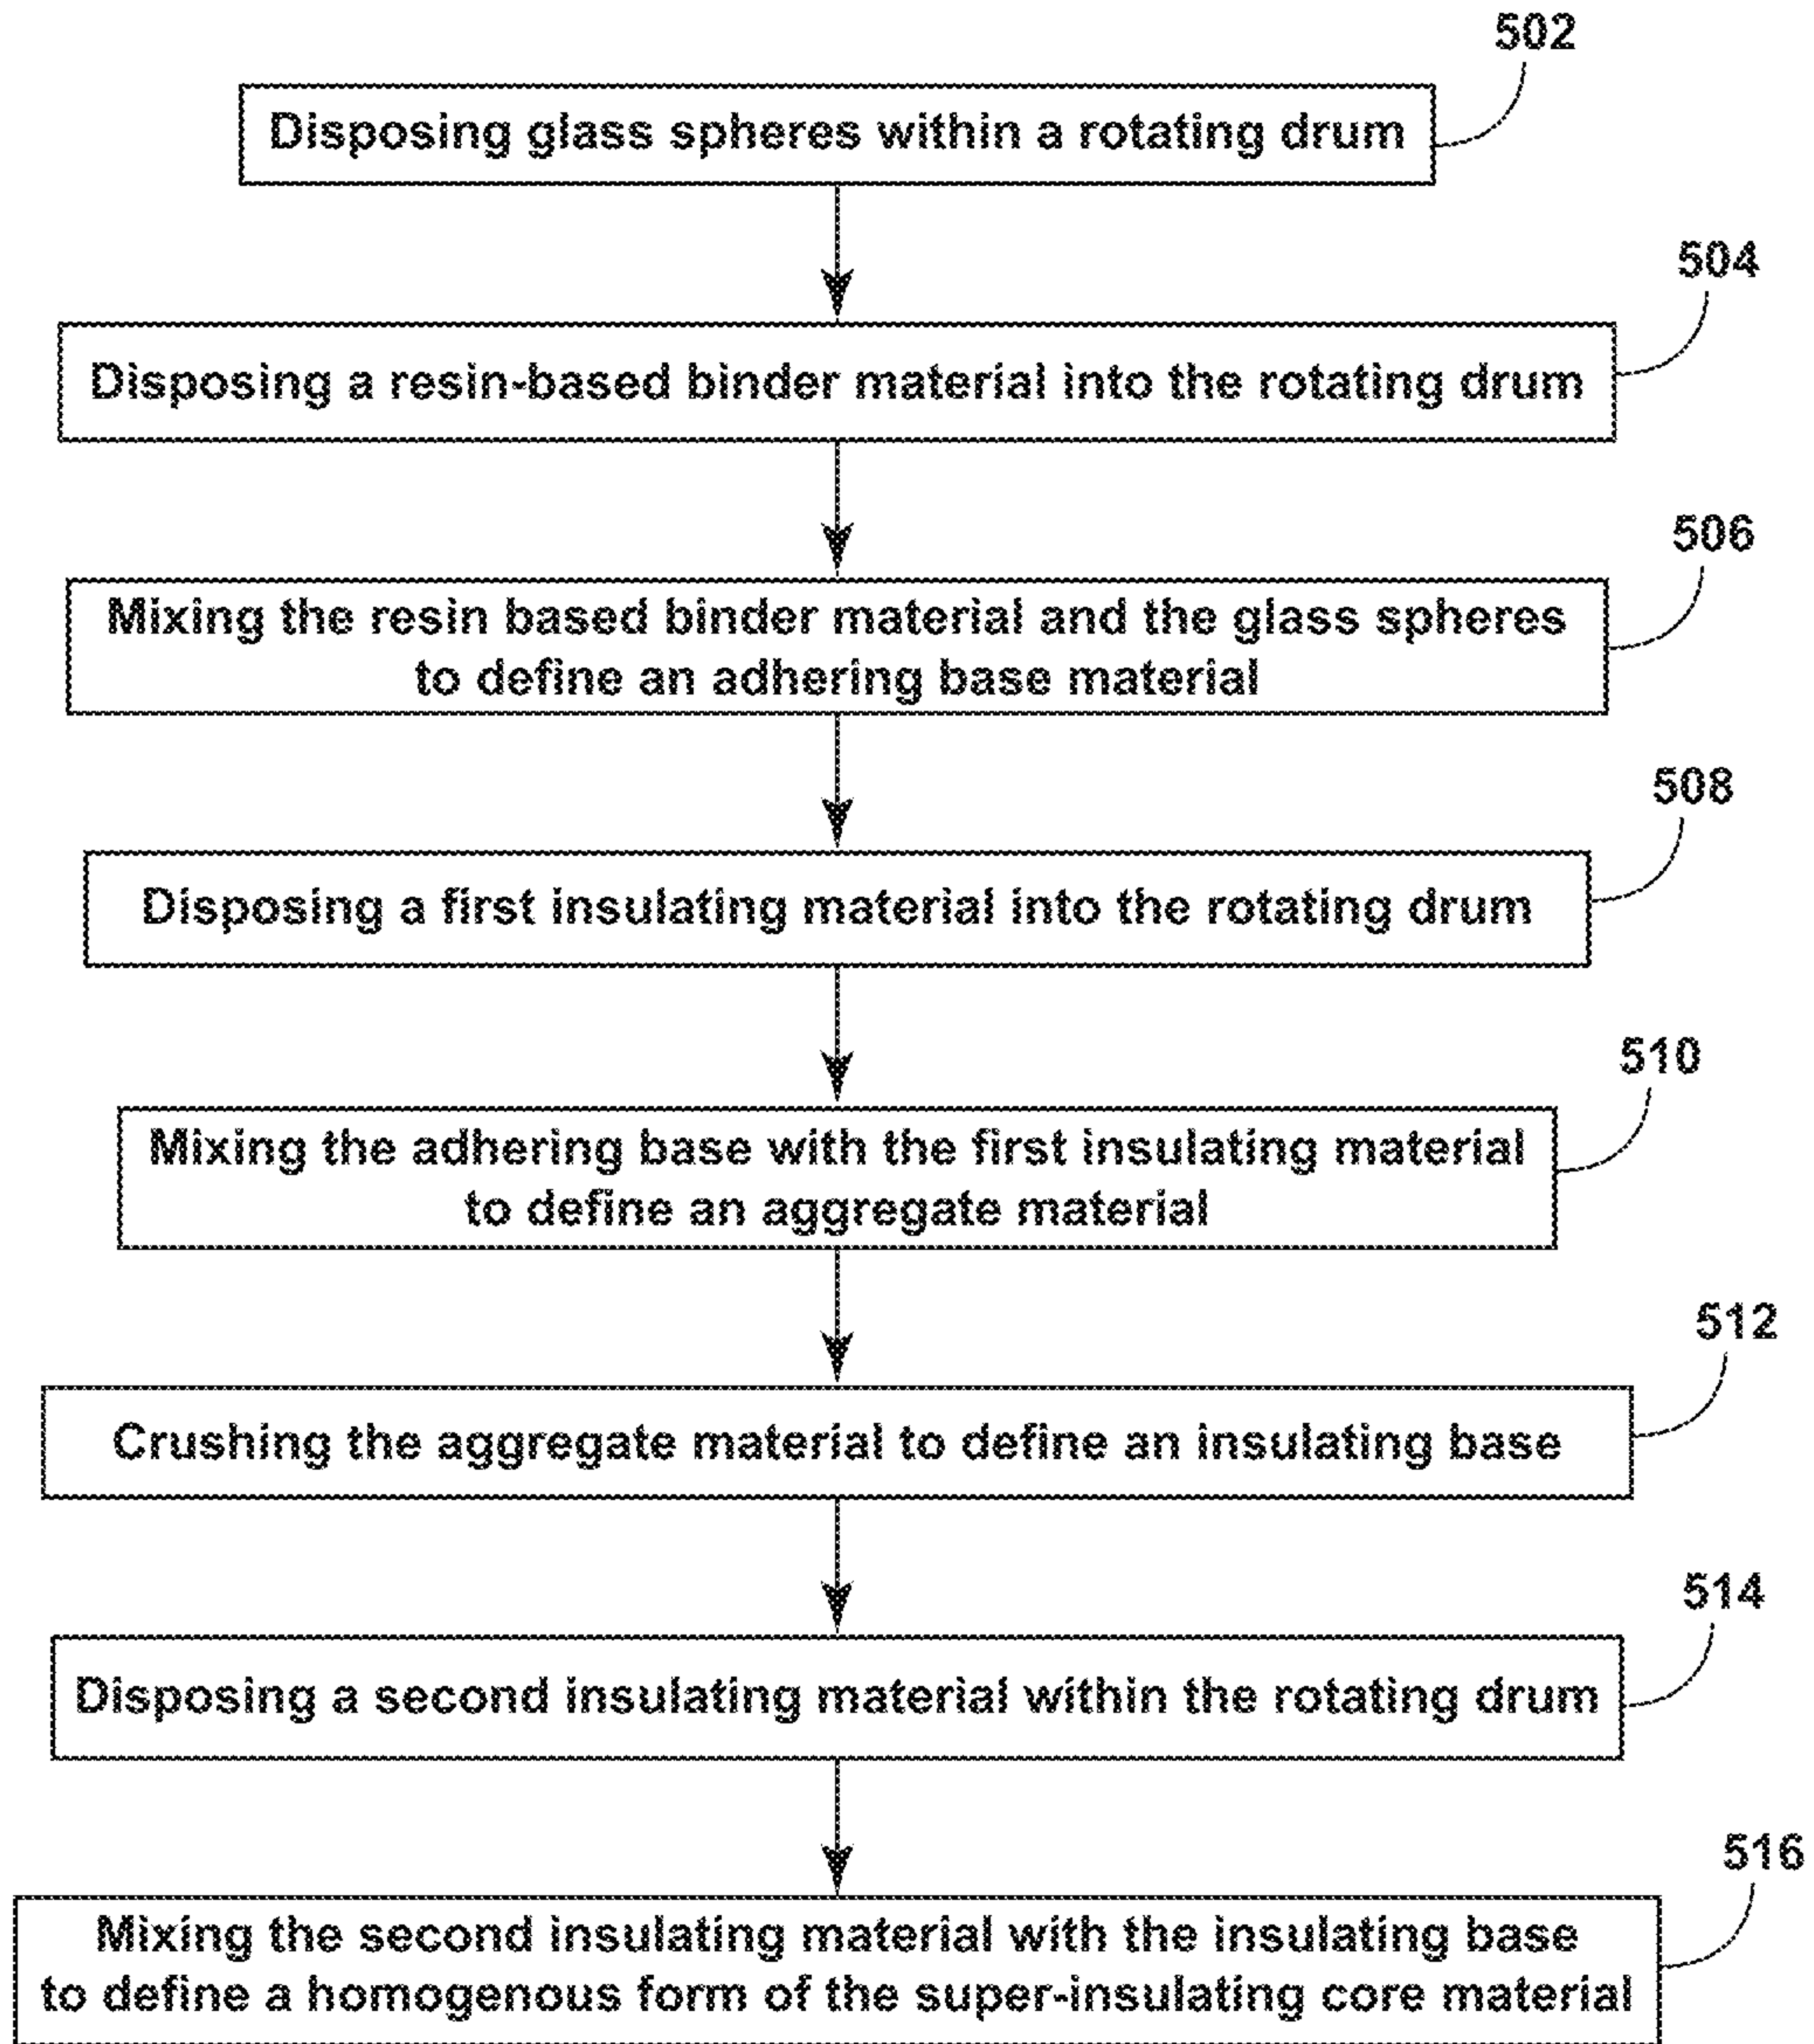 502
Disposing glass spheres within a rotating drum
504
Disposing a resin-based binder material into the rotating drum
506
Mixing the resin based binder material and the glass spheres
to define an adhering base material
508
Disposing a first insulating material into the rotating drum
510
Mixing the adhering base with the first insulating material
to define an aggregate material
512
Crushing the aggregate material to define an insulating base
514
Disposing a second insulating material within the rotating drum
516
Mixing the second insulating material with the insulating base
to define a homogenous form of the super-insulating core material